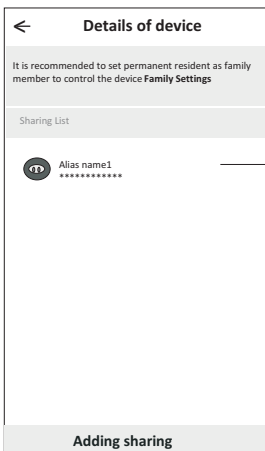 Details of device
It is recommended to set permanent resident as family
member to control the device Family Settings
Sharing List
Alias name1
************
Adding sharing